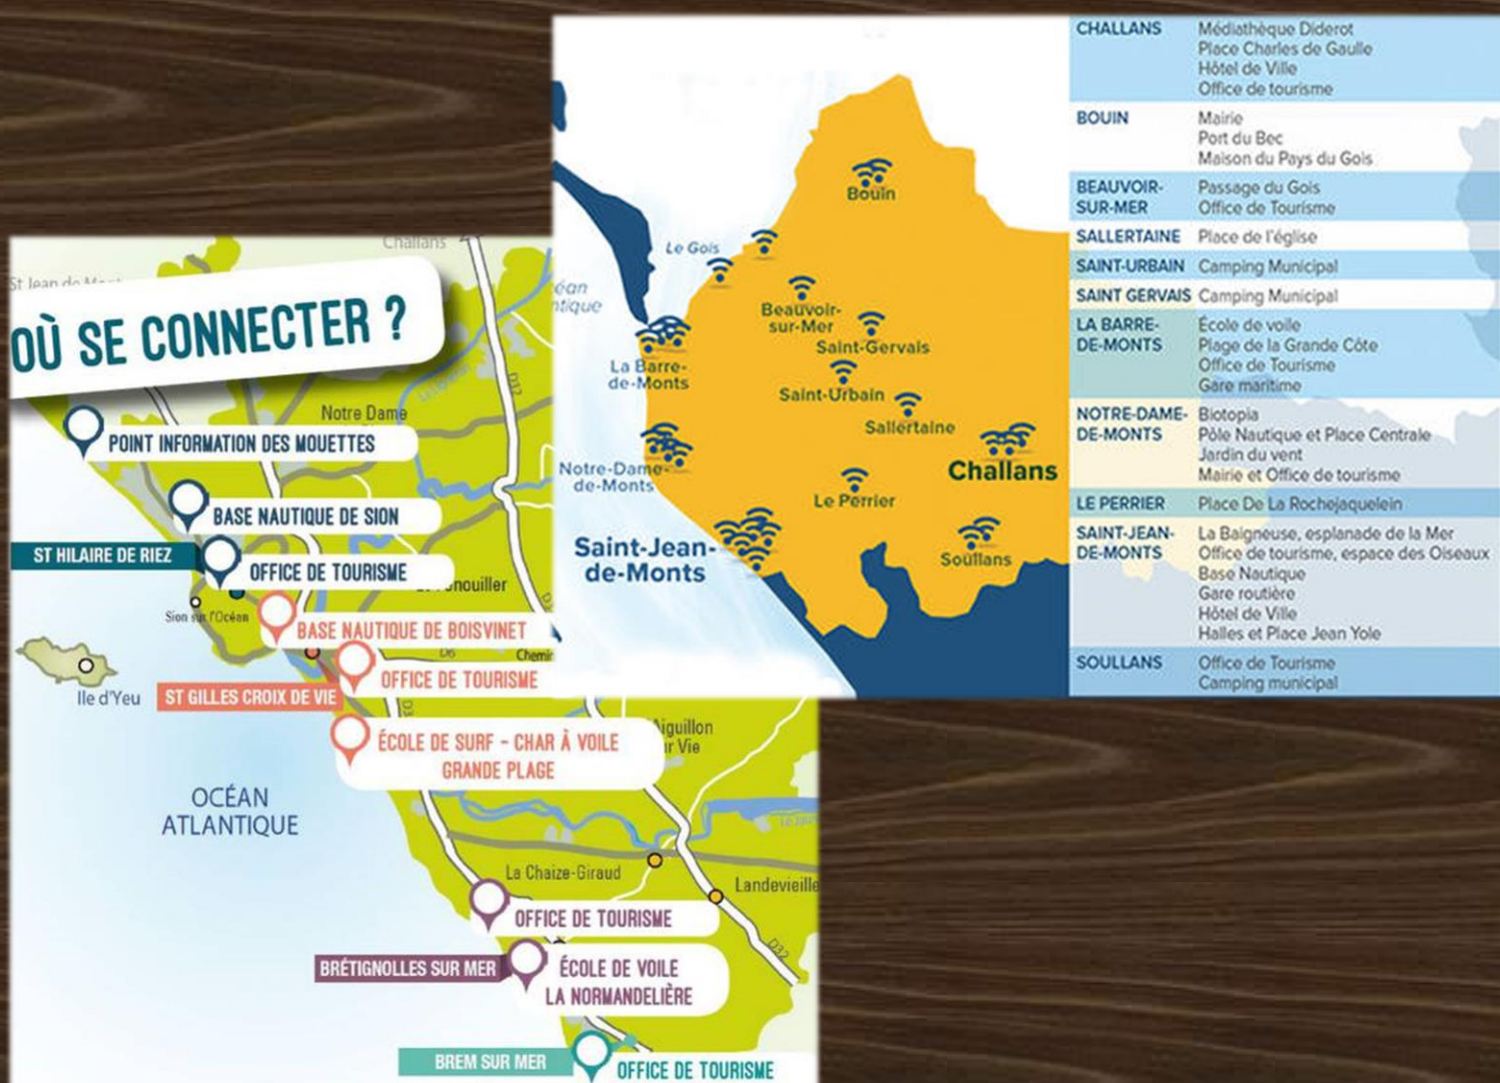 Challans
OÙ SE CONNECTER ?
Notre Dame
D32
POINT INFORMATION DES MOUETTES
BASE NAUTIQUE DE SION
ST HILAIRE DE RIEZ
OFFICE DE TOURISME
Sion sur l'Océan
BASE NAUTIQUE DE BOISVINET
D6
Chemin
OFFICE DE TOURISME
Ile d'Yeu
ST GILLES CROIX DE VIE
ÉCOLE DE SURF - CHAR À VOILE
GRANDE PLAGE
OCÉAN
ATLANTIQUE
La Chaize-Giraud
Landevieille
OFFICE DE TOURISME
D32
BRÉTIGNOLLES SUR MER
ÉCOLE DE VOILE
LA NORMANDELIÈRE
BREM SUR MER
OFFICE DE TOURISME
Bouin
Le Gois
Beauvoir-
sur-Mer
Saint-Gervais
La Barre-
de-Monts
Saint-Urbain
Sallertaine
Challans
Notre-Dame-
de-Monts
Le Perrier
Saint-Jean-
de-Monts
Soullans
CHALLANS Médiathèque Diderot
Place Charles de Gaulle
Hôtel de Ville
Office de tourisme
BOUIN Mairie
Port du Bec
Maison du Pays du Gois
BEAUVOIR- Passage du Gois
SUR-MER Office de Tourisme
SALLERTAINE Place de l'église
SAINT-URBAIN Camping Municipal
SAINT GERVAIS Camping Municipal
LA BARRE- École de voile
DE-MONTS Plage de la Grande Côte
Office de Tourisme
Gare maritime
NOTRE-DAME- Biotopia
DE-MONTS Pôle Nautique et Place Centrale
Jardin du vent
Mairie et Office de tourisme
LE PERRIER Place De La Rochejaquelein
SAINT-JEAN- La Baigneuse, esplanade de la Mer
DE-MONTS Office de tourisme, espace des Oiseaux
Base Nautique
Gare routière
Hôtel de Ville
Halles et Place Jean Yole
SOULLANS Office de Tourisme
Camping municipal